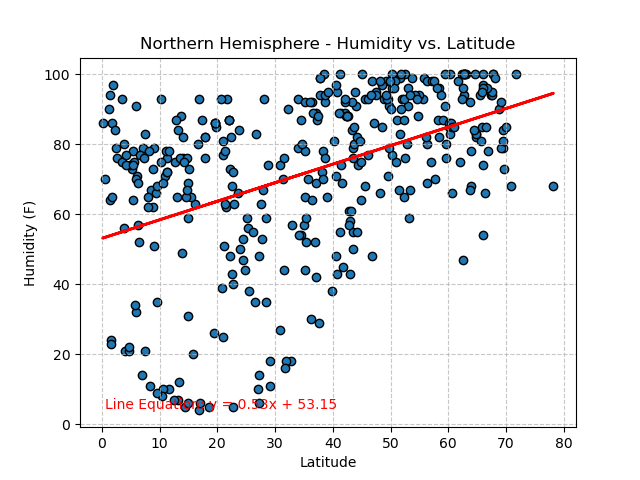 Northern Hemisphere - Humidity vs. Latitude
100
80
60
40
20
0
Humidity (F)
Line Equation: y = 0.53x + 53.15
0 10 20 30 40 50 60 70 80
Latitude